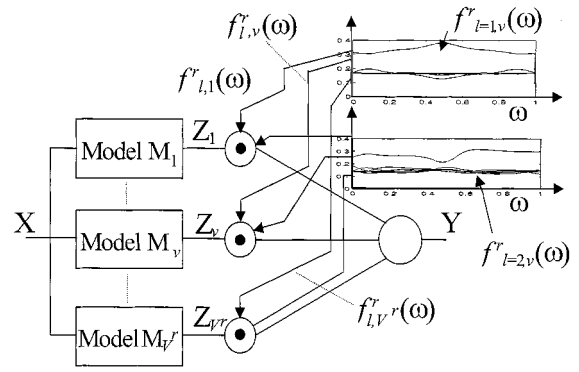 f^r_{l,v}(ω)
f^r_{l=1,v}(ω)
f^r_{l,1}(ω)
0.4
0.3
0.2
0.1
0
0 0.2 0.4 0.6 0.8 1
ω
Model M_1
Z_1
0.4
0.3
0.2
0.1
0
0 0.2 0.4 0.6 0.8 1
ω
X
Model M_v
Z_v
Y
f^r_{l=2,v}(ω)
Model M_{V^r}
Z_{V^r}
f^r_{l,V^r}(ω)